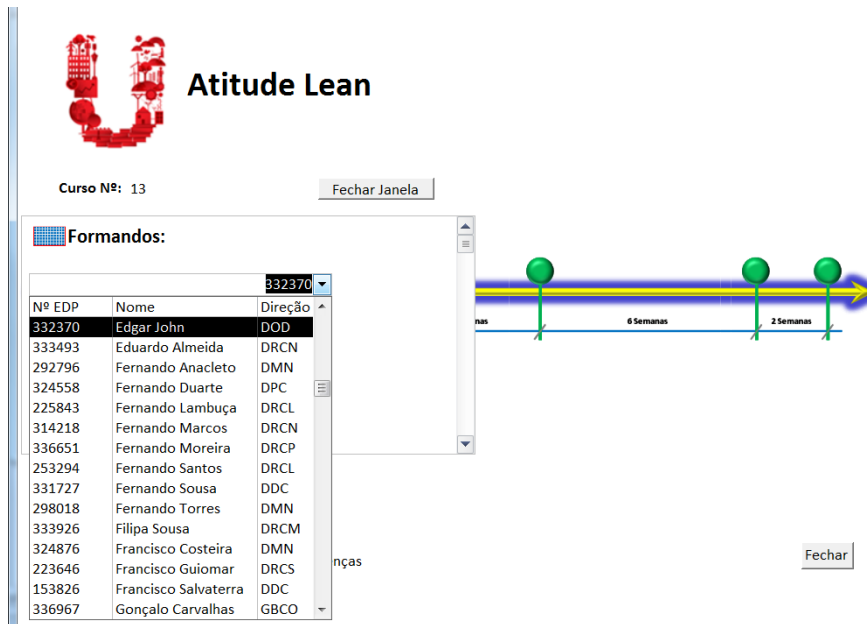 Atitude Lean
Curso Nº: 13
Fechar Janela
Formandos:
332370
Nº EDP Nome Direção
332370 Edgar John DOD
333493 Eduardo Almeida DRCN
292796 Fernando Anacleto DMN
324558 Fernando Duarte DPC
225843 Fernando Lambuça DRCL
314218 Fernando Marcos DRCN
336651 Fernando Moreira DRCP
253294 Fernando Santos DRCL
331727 Fernando Sousa DDC
298018 Fernando Torres DMN
333926 Filipa Sousa DRCM
324876 Francisco Costeira DMN
223646 Francisco Guiomar DRCS
153826 Francisco Salvaterra DDC
336967 Gonçalo Carvalhas GBCO
nas 6 Semanas 2 Semanas
nças
Fechar